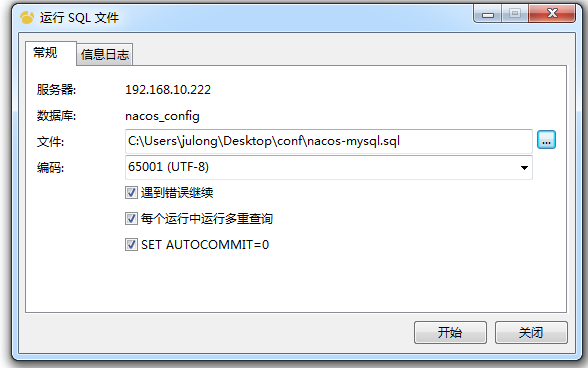 运行 SQL 文件
常规 信息日志
服务器: 192.168.10.222
数据库: nacos_config
文件: C:\Users\julong\Desktop\conf\nacos-mysql.sql ...
编码: 65001 (UTF-8)
遇到错误继续
每个运行中运行多重查询
SET AUTOCOMMIT=0
开始 关闭